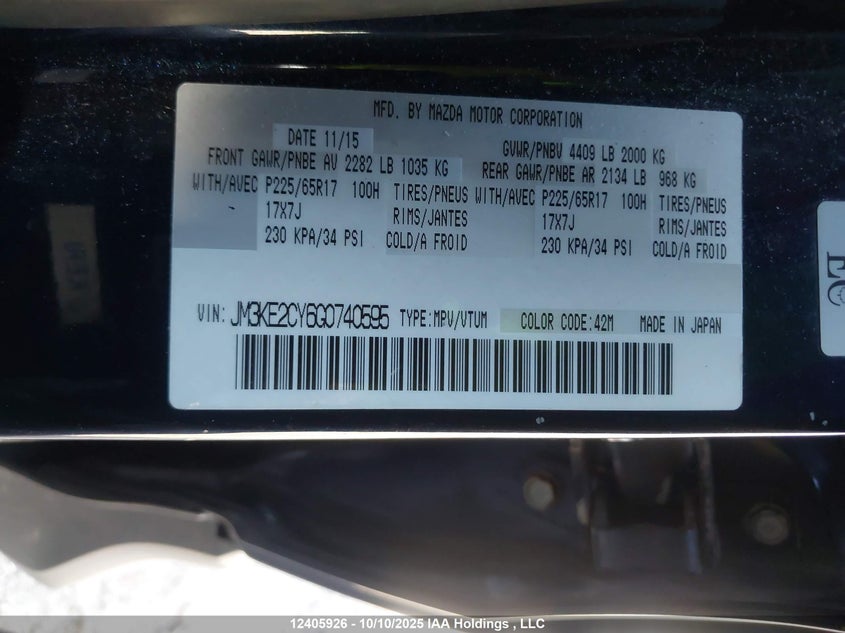 MFD. BY MAZDA MOTOR CORPORATION
DATE 11/15 GVWR/PNBV 4409 LB 2000 KG
FRONT GAWR/PNBE AV 2282 LB 1035 KG REAR GAWR/PNBE AR 2134 LB 968 KG
WITH/AVEC P225/65R17 100H TIRES/PNEUS WITH/AVEC P225/65R17 100H TIRES/PNEUS
17X7J RIMS/JANTES 17X7J RIMS/JANTES
230 KPA/34 PSI COLD/A FROID 230 KPA/34 PSI COLD/A FROID
VIN: JM3KE2CY6G0740595 TYPE:MPV/VTUM COLOR CODE:42M MADE IN JAPAN
EC
12405926 - 10/10/2025 IAA Holdings , LLC